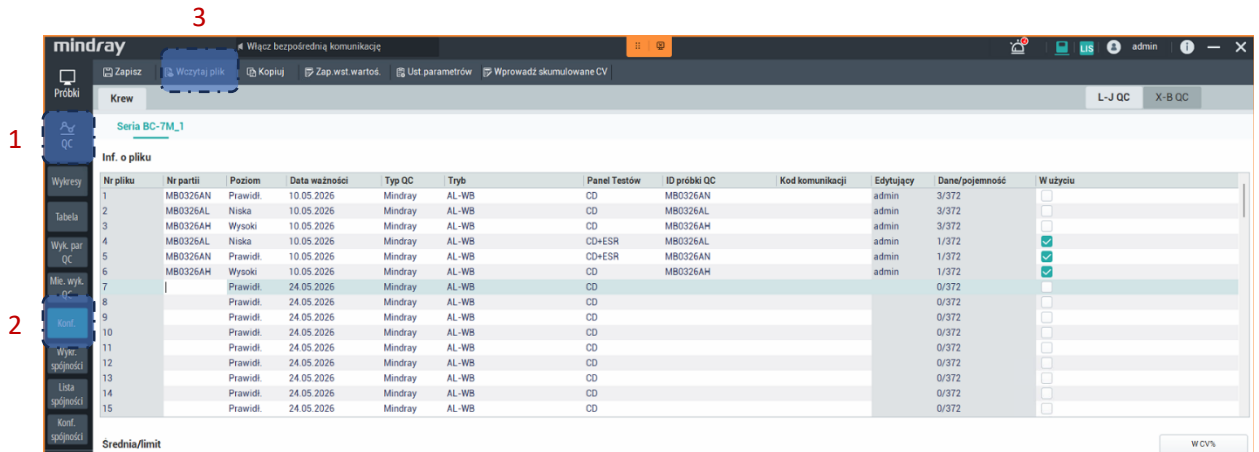 3
mindray
Włącz bezpośrednią komunikację
LIS
admin
Próbki
Zapisz
Wczytaj plik
Kopiuj
Zap.wst.wartoś.
Ust.parametrów
Wprowadź skumulowane CV
Krew
L-J QC
X-B QC
1
QC
Seria BC-7M_1
Inf. o pliku
Wykresy
Tabela
Wyk. par QC
Mie. wyk. QC
2
Konf.
Wykr. spójności
Lista spójności
Konf. spójności
Nr pliku Nr partii Poziom Data ważności Typ QC Tryb Panel Testów ID próbki QC Kod komunikacji Edytujący Dane/pojemność W użyciu
1 MB0326AN Prawidł. 10.05.2026 Mindray AL-WB CD MB0326AN admin 3/372
2 MB0326AL Niska 10.05.2026 Mindray AL-WB CD MB0326AL admin 3/372
3 MB0326AH Wysoki 10.05.2026 Mindray AL-WB CD MB0326AH admin 3/372
4 MB0326AL Niska 10.05.2026 Mindray AL-WB CD+ESR MB0326AL admin 1/372
5 MB0326AN Prawidł. 10.05.2026 Mindray AL-WB CD+ESR MB0326AN admin 1/372
6 MB0326AH Wysoki 10.05.2026 Mindray AL-WB CD MB0326AH admin 1/372
7 Prawidł. 24.05.2026 Mindray AL-WB CD 0/372
8 Prawidł. 24.05.2026 Mindray AL-WB CD 0/372
9 Prawidł. 24.05.2026 Mindray AL-WB CD 0/372
10 Prawidł. 24.05.2026 Mindray AL-WB CD 0/372
11 Prawidł. 24.05.2026 Mindray AL-WB CD 0/372
12 Prawidł. 24.05.2026 Mindray AL-WB CD 0/372
13 Prawidł. 24.05.2026 Mindray AL-WB CD 0/372
14 Prawidł. 24.05.2026 Mindray AL-WB CD 0/372
15 Prawidł. 24.05.2026 Mindray AL-WB CD 0/372
Średnia/limit
W CV%